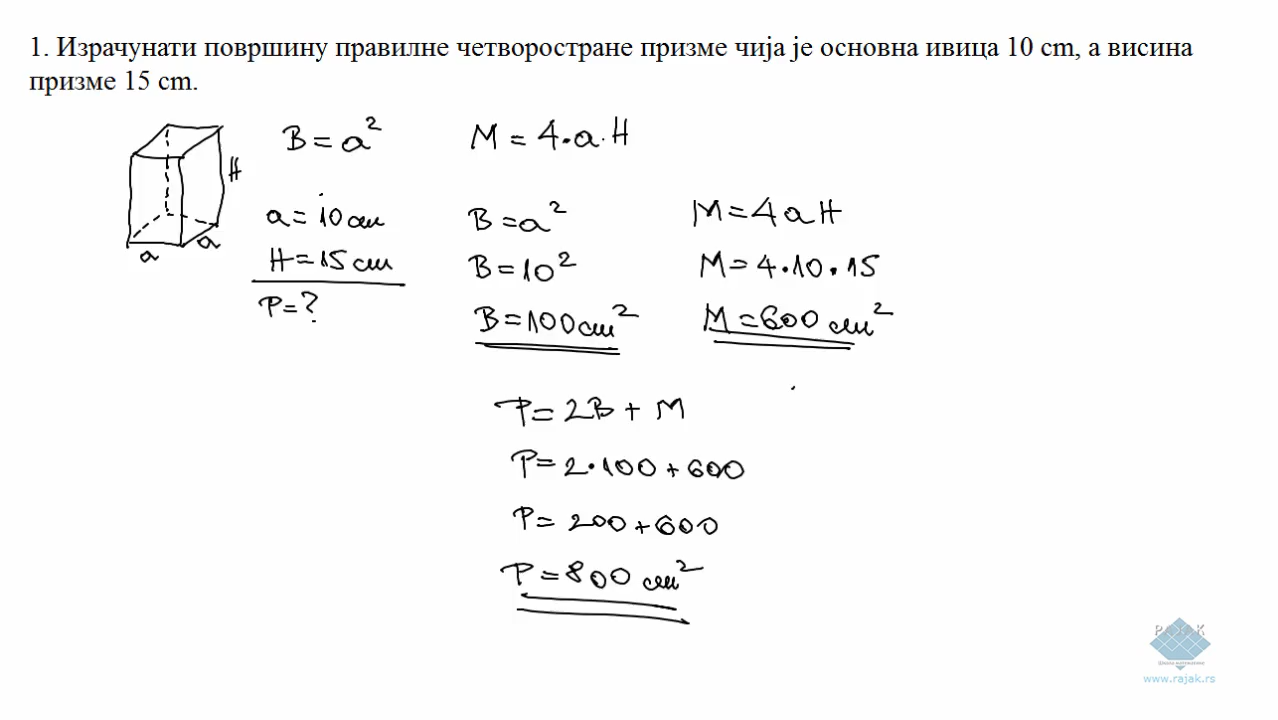 1. Израчунати површину правилне четворостране призме чија је основна ивица 10 cm, а висина
призме 15 cm.
B = a² M = 4·a·H
H
a a
a = 10 cm
H = 15 cm
P = ?
B = a²
B = 10²
B = 100 cm²
M = 4aH
M = 4·10·15
M = 600 cm²
P = 2B + M
P = 2·100 + 600
P = 200 + 600
P = 800 cm²
РАЈАК
www.rajak.rs